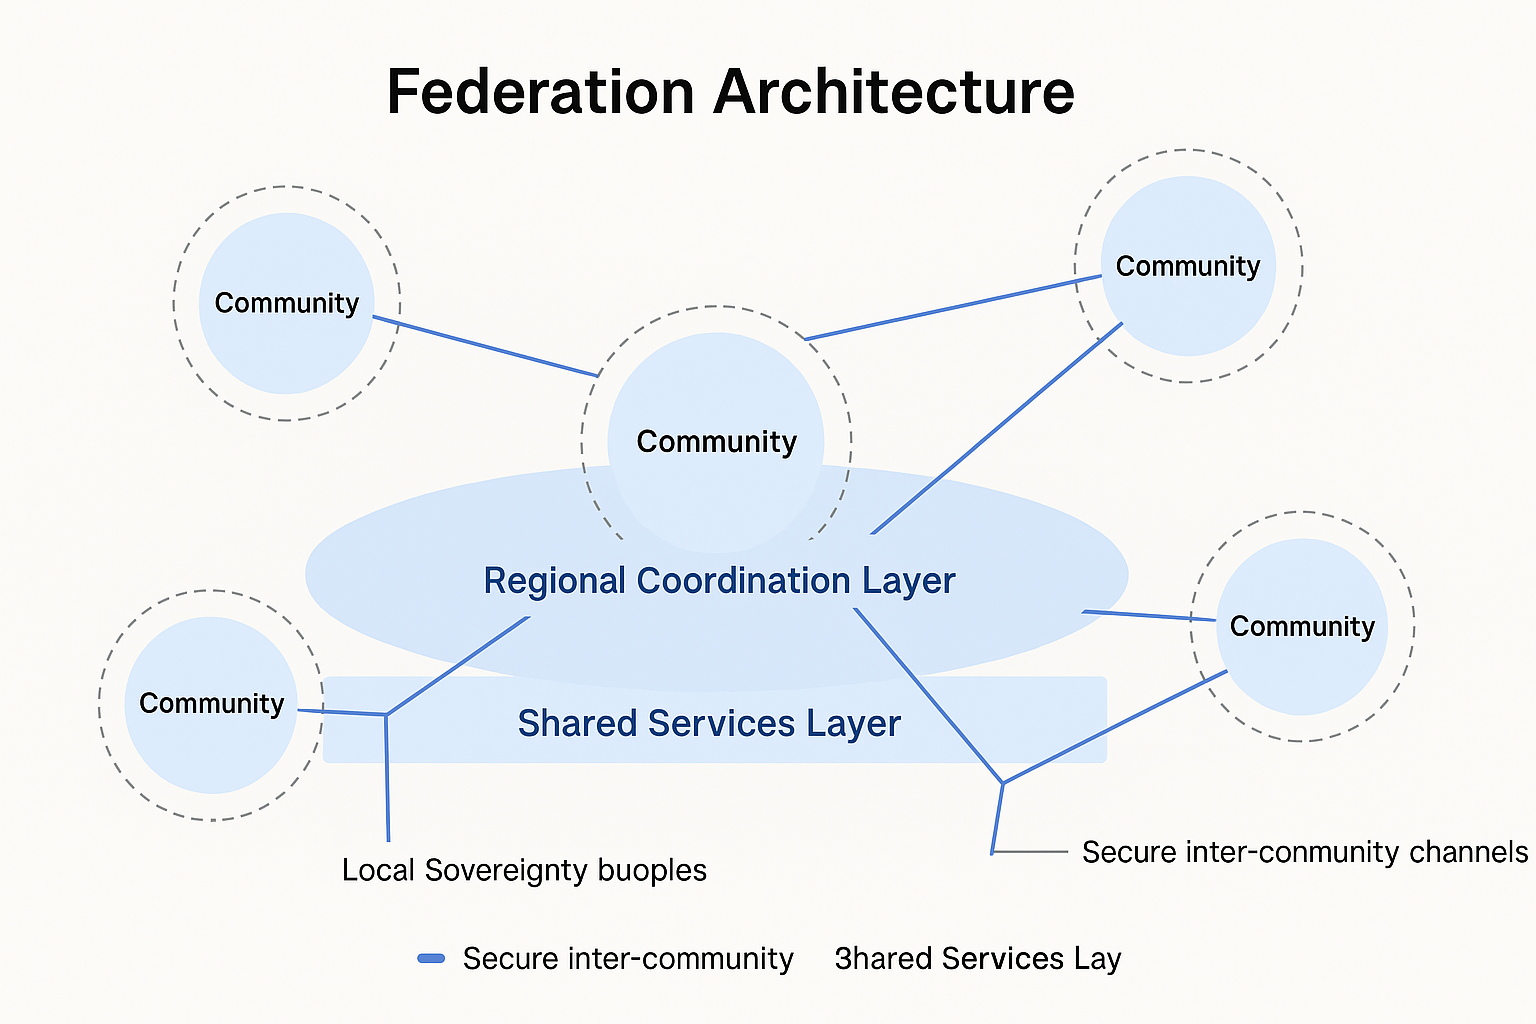 Federation Architecture
Community
Community
Community
Regional Coordination Layer
Community
Community
Shared Services Layer
Local Sovereignty buoples
Secure inter-conmunity channels
Secure inter-community
3hared Services Lay